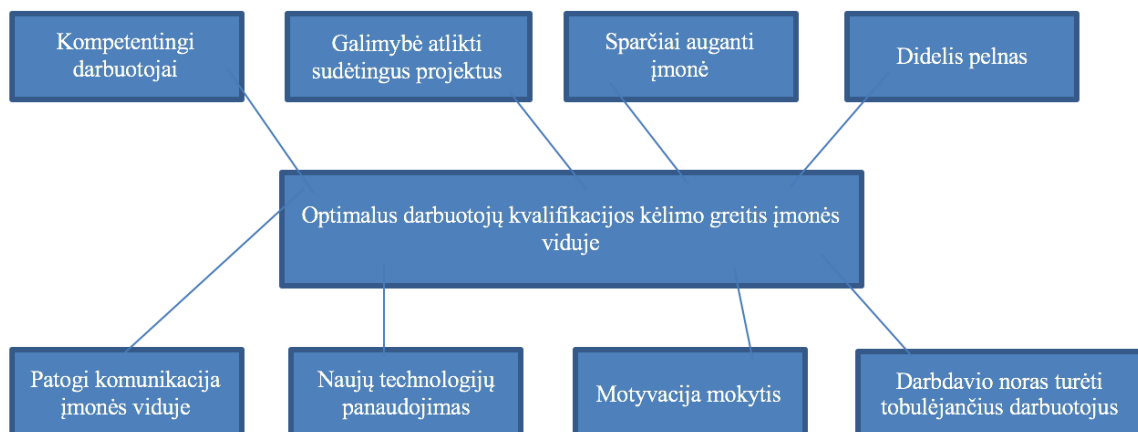 Kompetentingi
darbuotojai
Galimybė atlikti
sudėtingus projektus
Sparčiai auganti
įmonė
Didelis pelnas
Optimalus darbuotojų kvalifikacijos kėlimo greitis įmonės
viduje
Patogi komunikacija
įmonės viduje
Naujų technologijų
panaudojimas
Motyvacija mokytis
Darbdavio noras turėti
tobulėjančius darbuotojus